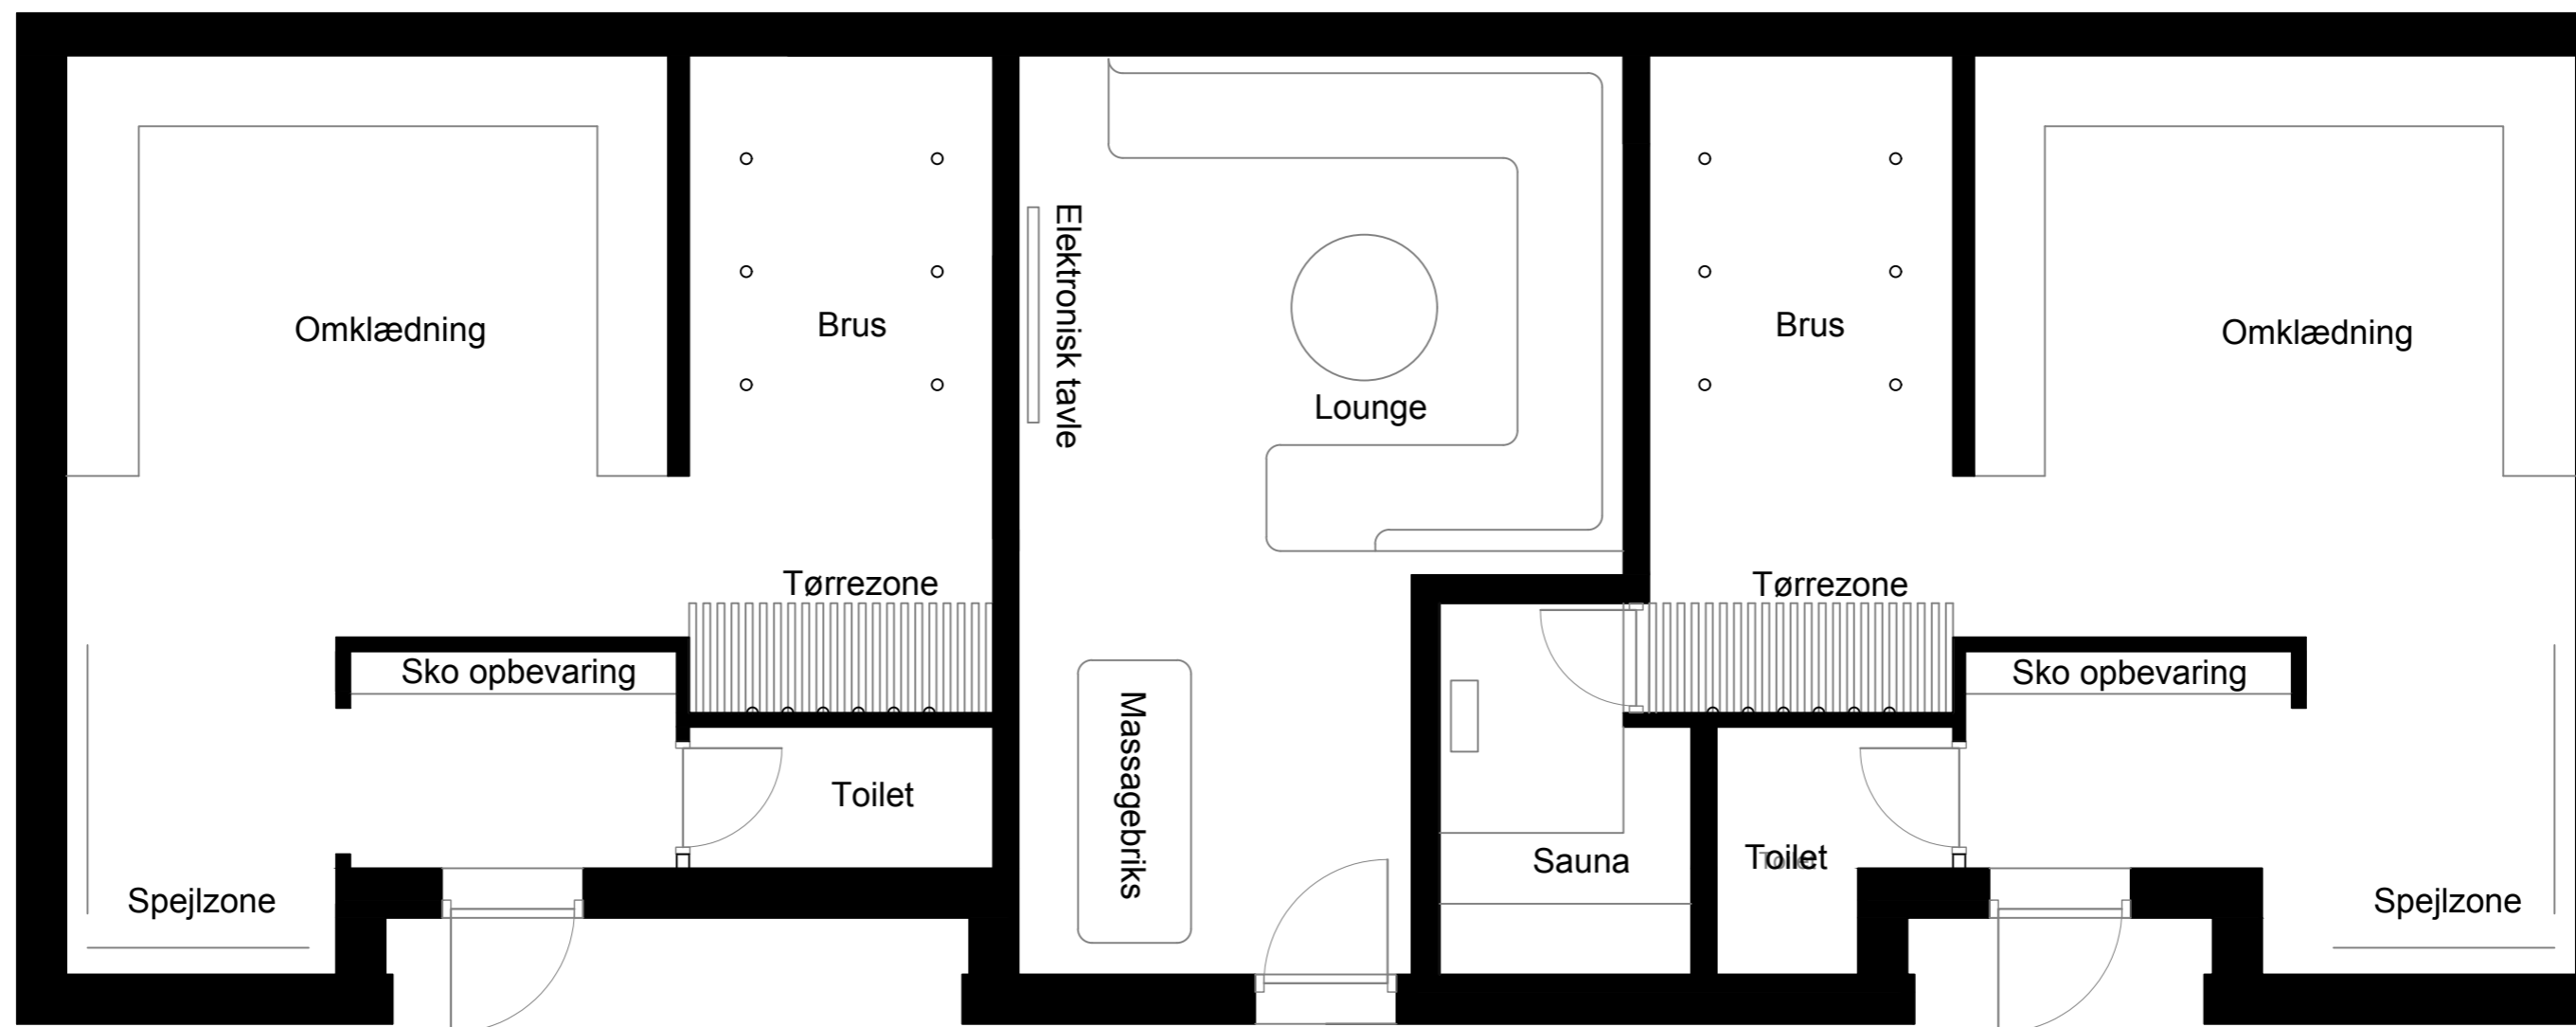 Omklædning
Brus
Elektronisk tavle
Lounge
Brus
Omklædning
Tørrezone
Tørrezone
Sko opbevaring
Sko opbevaring
Massagebriks
Toilet
Sauna
Toilet
Spejlzone
Spejlzone